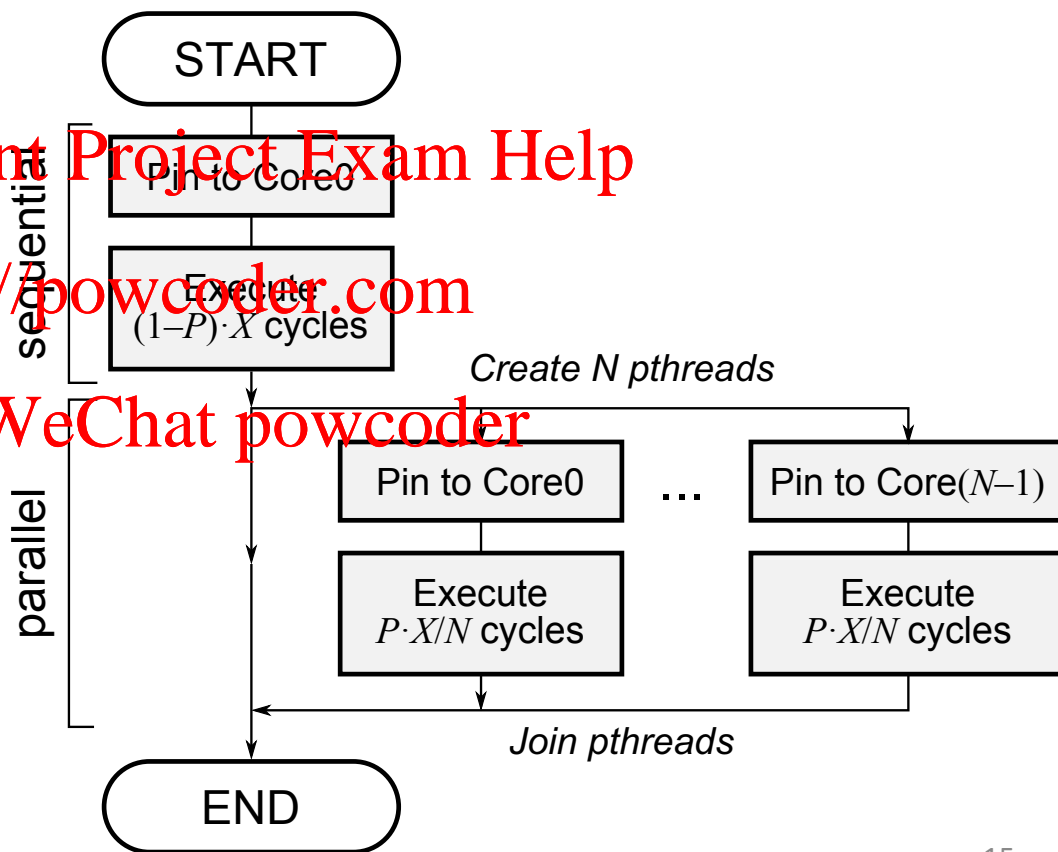 START
nt Project Exam Help
Pin to Core0
sequential
//powcoder.com
Execute
(1–P)·X cycles
Create N pthreads
WeChat powcoder
parallel
Pin to Core0
...
Pin to Core(N–1)
Execute
P·X/N cycles
Execute
P·X/N cycles
Join pthreads
END